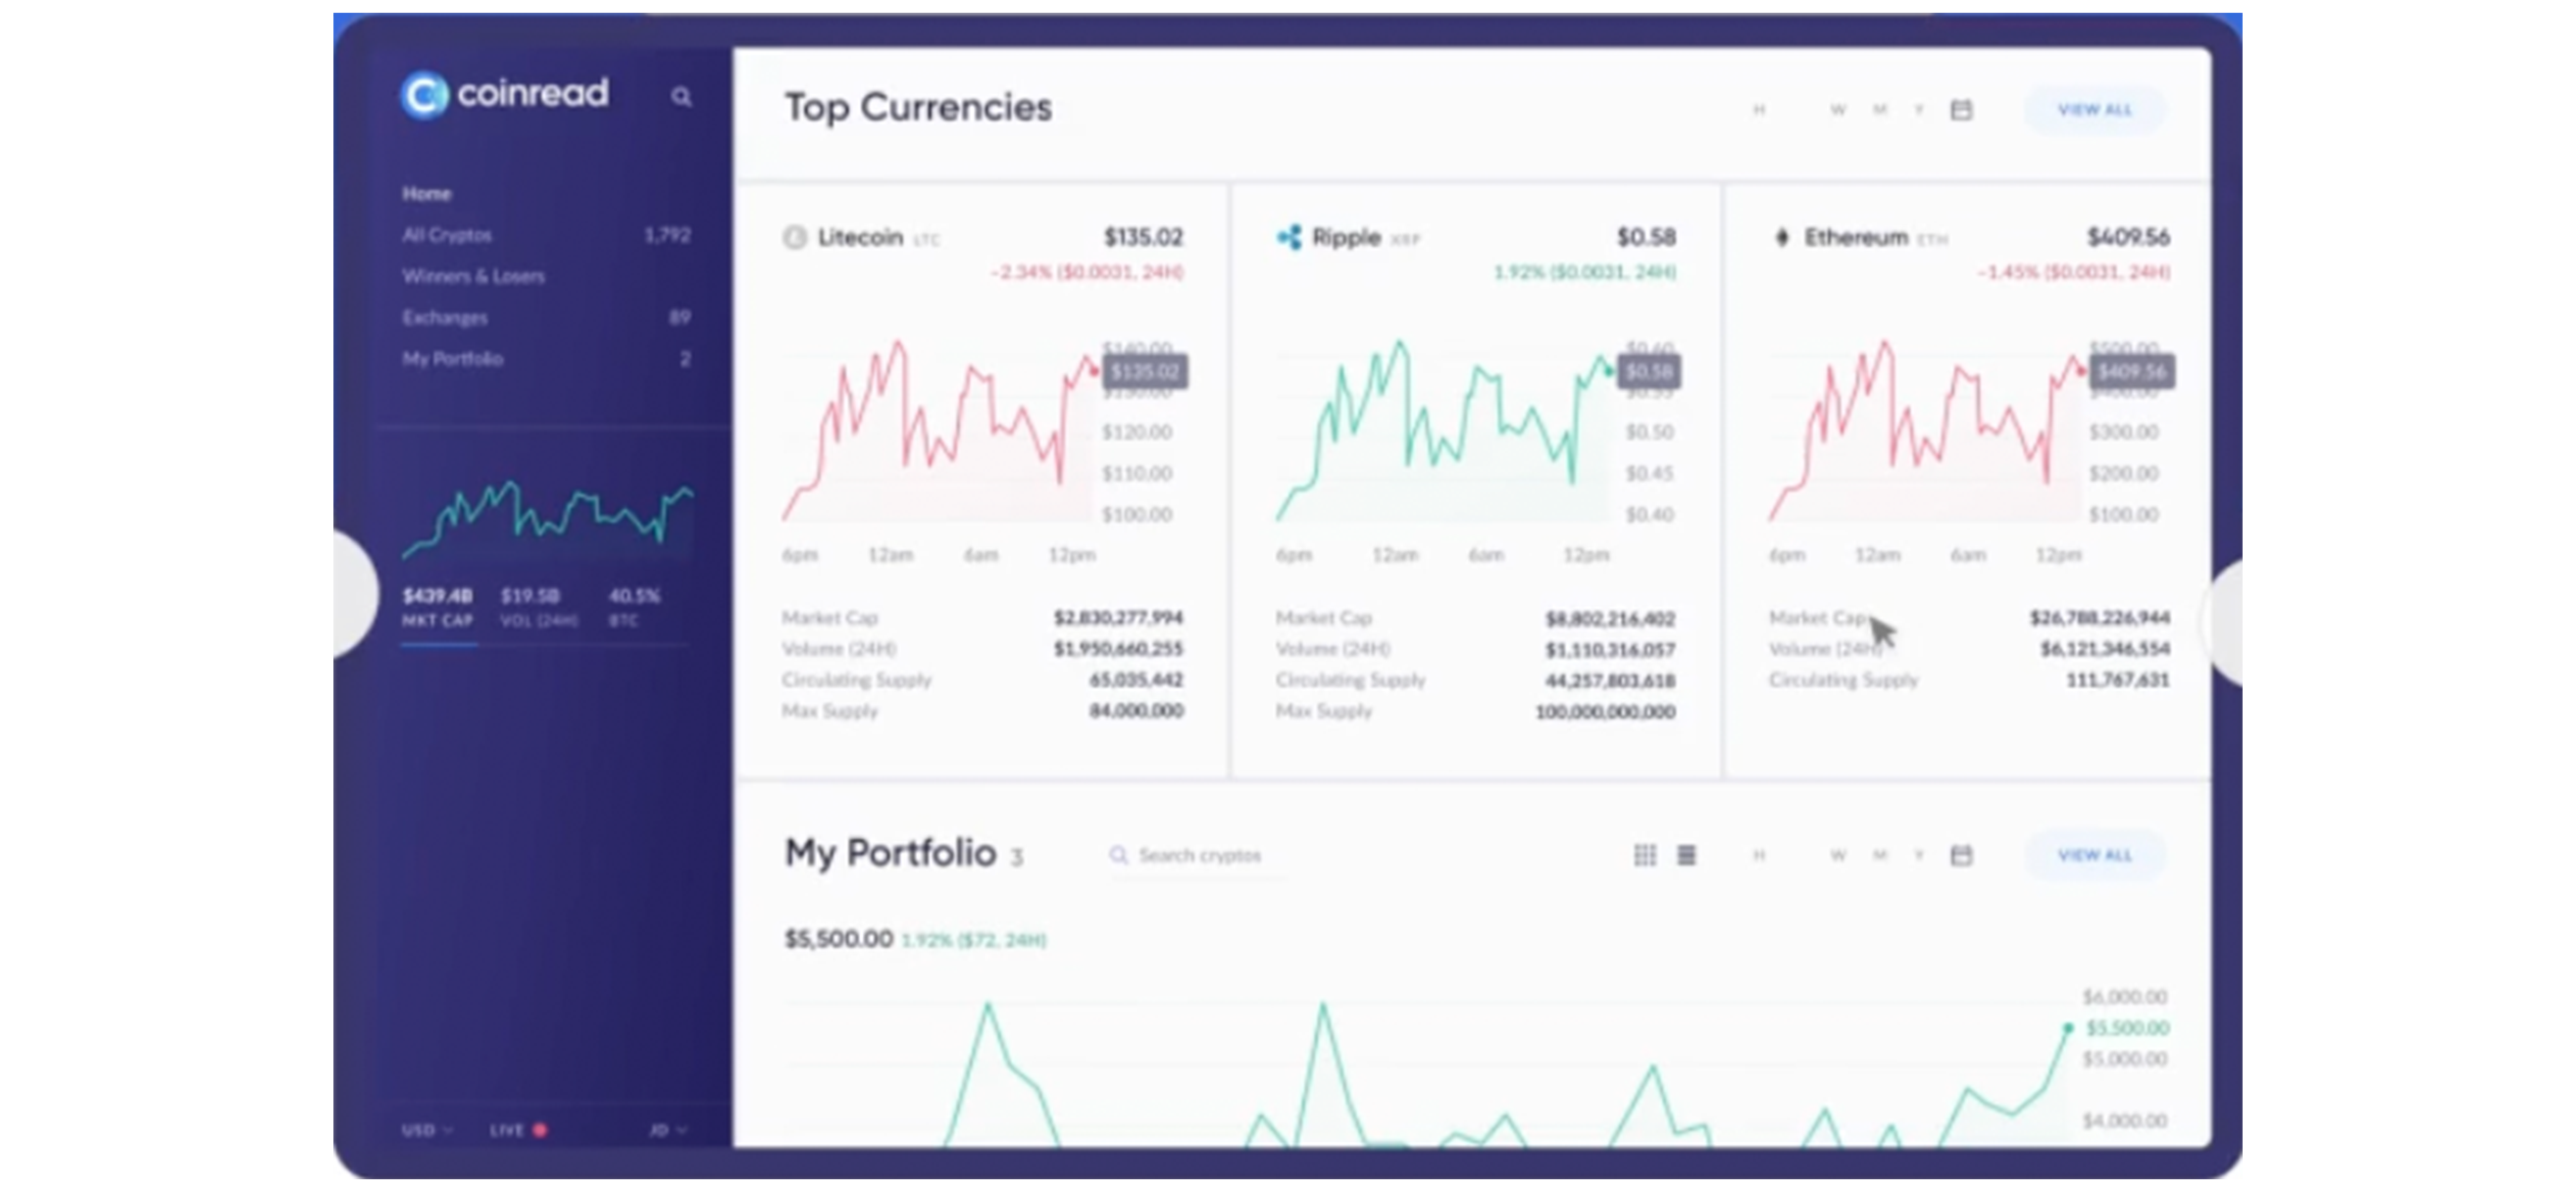 coinread
Home
All Cryptos 1,792
Winners & Losers
Exchanges 89
My Portfolio 2
$439.4B $19.5B 40.5%
MKT CAP VOL (24H) BTC
USD LIVE JD
Top Currencies H W M Y VIEW ALL
Litecoin LTC $135.02
-2.34% ($0.0031, 24H)
$140.00
$135.02
$130.00
$120.00
$110.00
$100.00
6pm 12am 6am 12pm
Market Cap $2,830,277,994
Volume (24H) $1,950,660,255
Circulating Supply 65,035,442
Max Supply 84,000,000
Ripple XRP $0.58
1.92% ($0.0031, 24H)
$0.60
$0.58
$0.55
$0.50
$0.45
$0.40
6pm 12am 6am 12pm
Market Cap $8,802,216,402
Volume (24H) $1,110,316,057
Circulating Supply 44,257,803,618
Max Supply 100,000,000,000
Ethereum ETH $409.56
-1.45% ($0.0031, 24H)
$500.00
$409.56
$400.00
$300.00
$200.00
$100.00
6pm 12am 6am 12pm
Market Cap $26,788,226,944
Volume (24H) $6,121,346,554
Circulating Supply 111,767,631
My Portfolio 3 Search cryptos H W M Y VIEW ALL
$5,500.00 1.92% ($72, 24H)
$6,000.00
$5,500.00
$5,000.00
$4,000.00